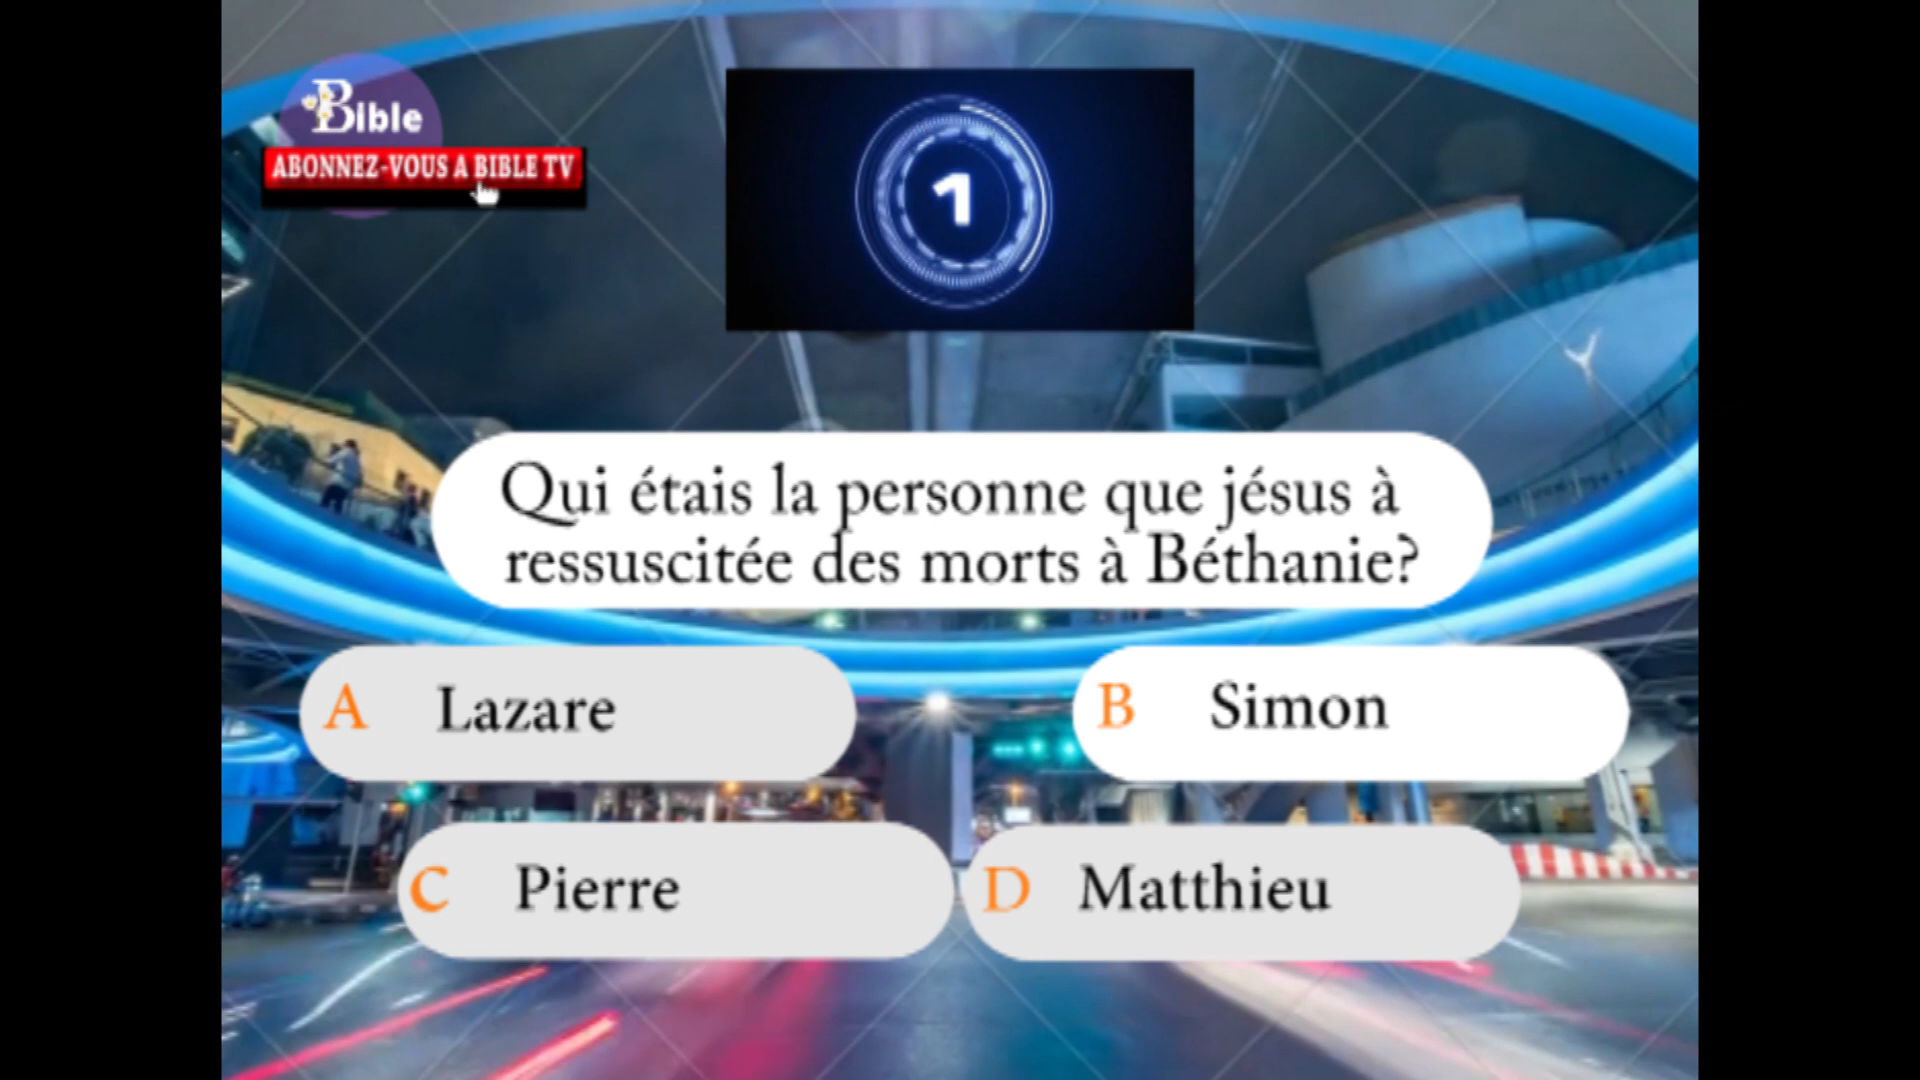 Bible
ABONNEZ-VOUS A BIBLE TV
1
Qui étais la personne que jésus à
ressuscitée des morts à Béthanie?
A Lazare
B Simon
C Pierre
D Matthieu